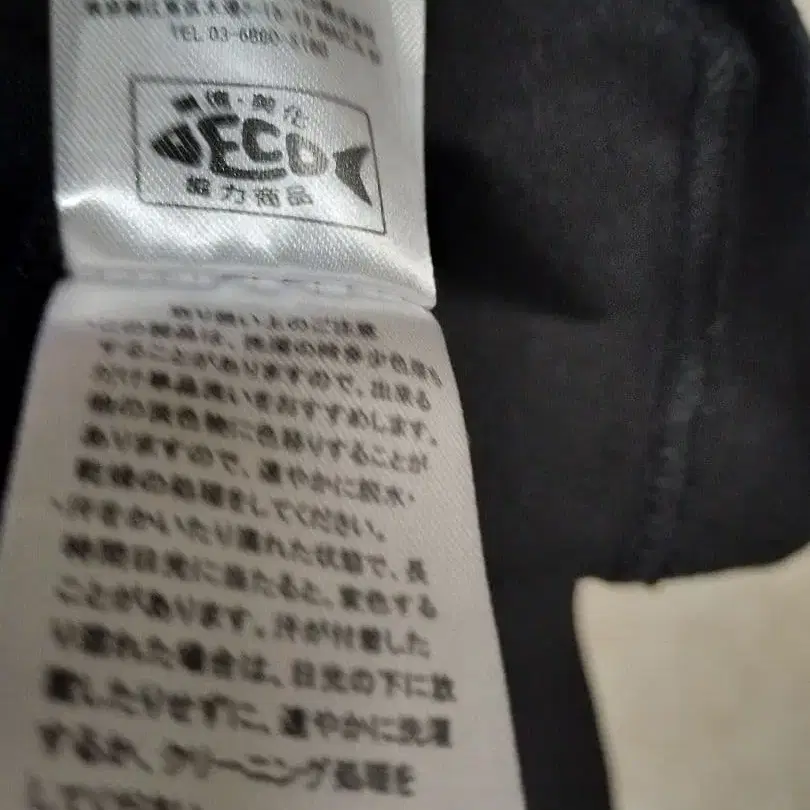 TEL 03-6880-5160
ECO
協力商品
取り扱い上のご注意
・この製品は、洗濯の時多少色落ち
することがありますので、出来る
だけ単品洗いをおすすめします。
他の淡色物に色移りすることが
ありますので、速やかに脱水・
乾燥の処理をしてください。
・汗をかいたり濡れた状態で、長
時間日光に当たると、変色する
ことがあります。汗が付着した
り濡れた場合は、日光の下に放
置したりせずに、速やかに洗濯
するか、クリーニング処理を
してください